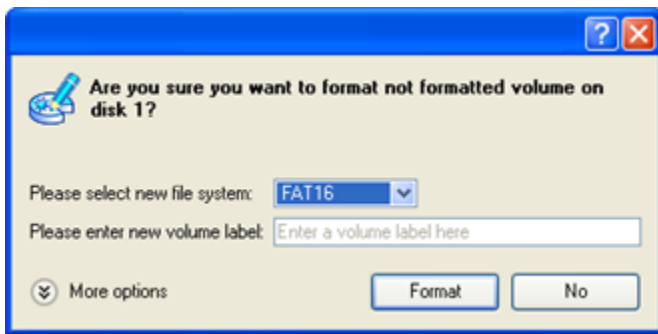 Are you sure you want to format not formatted volume on
disk 1?
Please select new file system: FAT16
Please enter new volume label: Enter a volume label here
More options Format No